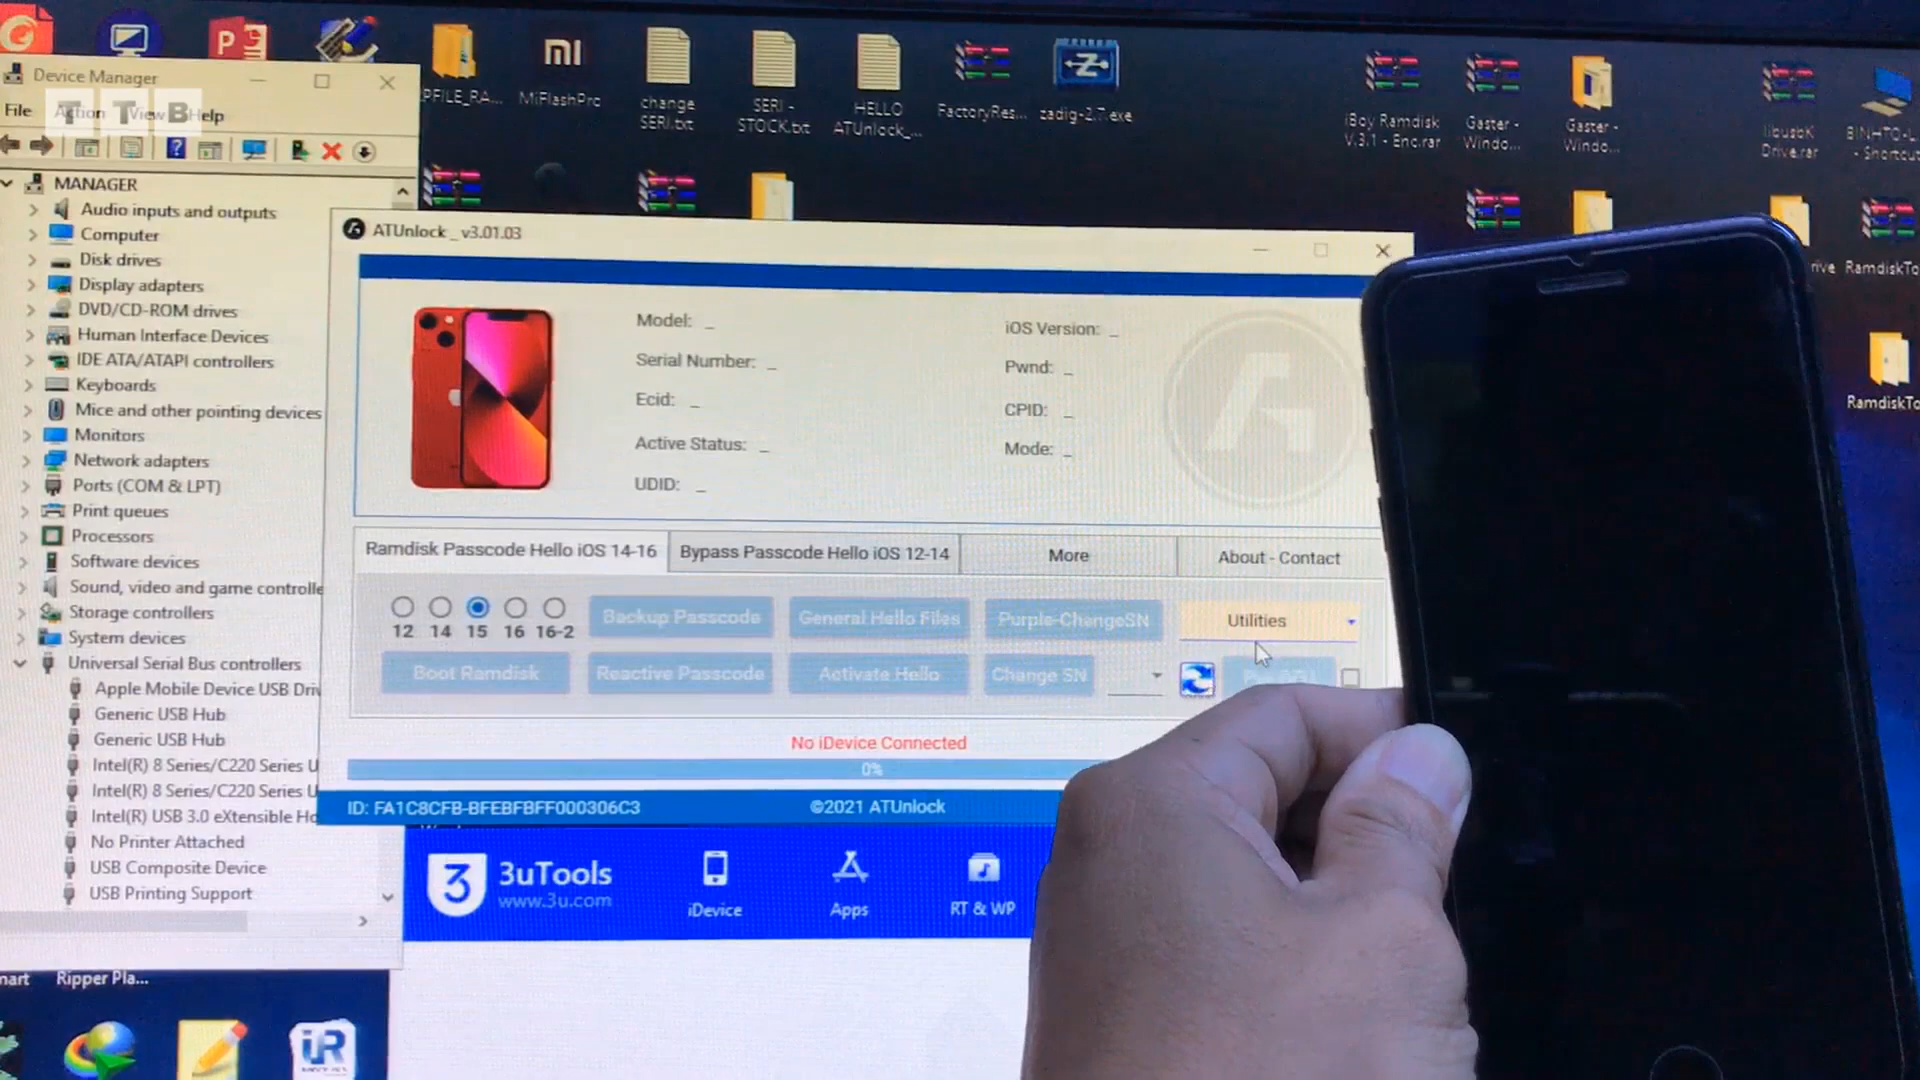 Device Manager
File Action View Help
T T B
MANAGER
Audio inputs and outputs
Computer
Disk drives
Display adapters
DVD/CD-ROM drives
Human Interface Devices
IDE ATA/ATAPI controllers
Keyboards
Mice and other pointing devices
Monitors
Network adapters
Ports (COM & LPT)
Print queues
Processors
Software devices
Sound, video and game controlle
Storage controllers
System devices
Universal Serial Bus controllers
Apple Mobile Device USB Driv
Generic USB Hub
Generic USB Hub
Intel(R) 8 Series/C220 Series U
Intel(R) 8 Series/C220 Series U
Intel(R) USB 3.0 eXtensible Ho
No Printer Attached
USB Composite Device
USB Printing Support
PFILE_RA...
MiFlashPro
change
SERI.txt
SERI -
STOCK.txt
HELLO
ATUnlock_...
FactoryRes...
zadig-2.7.exe
iBoy Ramdisk
V.3.1 - Enc.rar
Gaster -
Windo...
Gaster -
Windo...
libusbK
Drive.rar
BINHTO-L
- Shortcut
rive
RamdiskTo
RamdiskTo
ATUnlock _ v3.01.03
Model: _
Serial Number: _
Ecid: _
Active Status: _
UDID: _
iOS Version: _
Pwnd: _
CPID: _
Mode: _
Ramdisk Passcode Hello iOS 14-16
Bypass Passcode Hello iOS 12-14
More
About - Contact
12 14 15 16 16-2
Backup Passcode
General Hello Files
Purple-ChangeSN
Utilities
Boot Ramdisk
Reactive Passcode
Activate Hello
Change SN
No iDevice Connected
0%
ID: FA1C8CFB-BFEBFBFF000306C3
©2021 ATUnlock
3uTools
www.3u.com
iDevice
Apps
RT & WP
mart
Ripper Pla...
iR